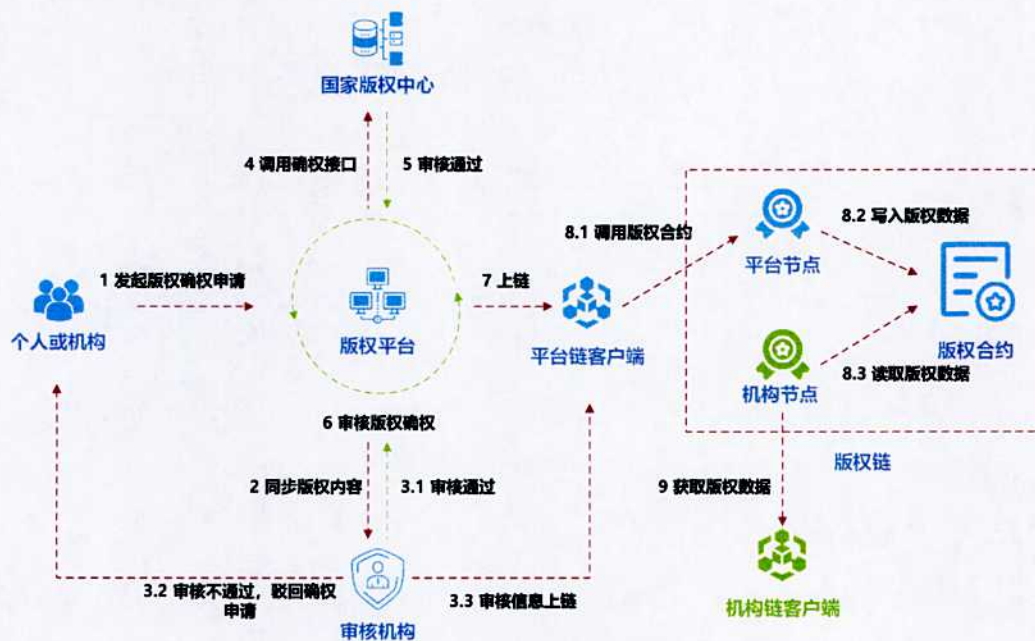 国家版权中心
4 调用确权接口
5 审核通过
8.1 调用版权合约
8.2 写入版权数据
平台节点
1 发起版权确权申请
7 上链
个人或机构
版权平台
平台链客户端
版权合约
8.3 读取版权数据
机构节点
6 审核版权确权
版权链
2 同步版权内容
3.1 审核通过
9 获取版权数据
3.2 审核不通过，驳回确权
申请
3.3 审核信息上链
审核机构
机构链客户端